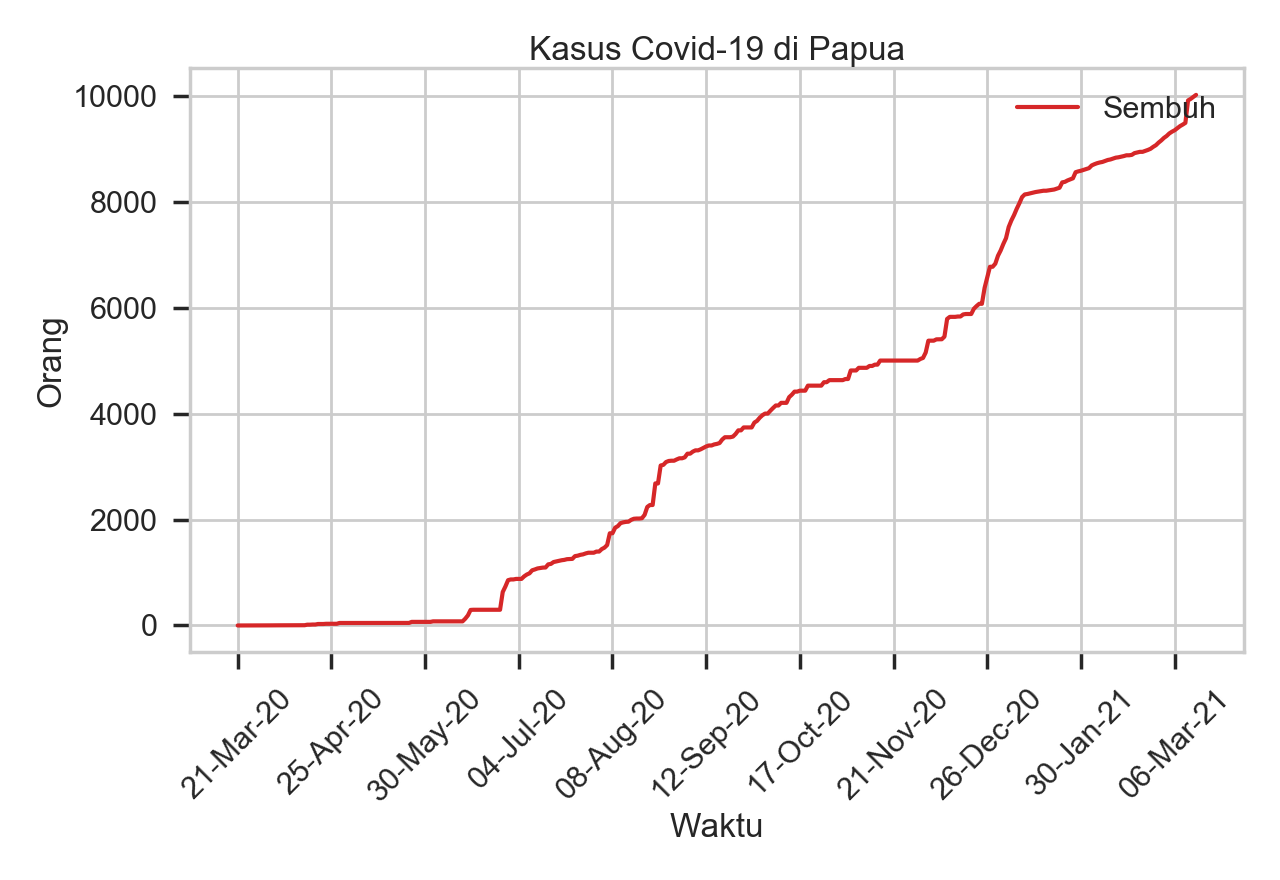 Kasus Covid-19 di Papua
Sembuh
10000
8000
6000
4000
2000
0
Orang
21-Mar-20
25-Apr-20
30-May-20
04-Jul-20
08-Aug-20
12-Sep-20
17-Oct-20
21-Nov-20
26-Dec-20
30-Jan-21
06-Mar-21
Waktu